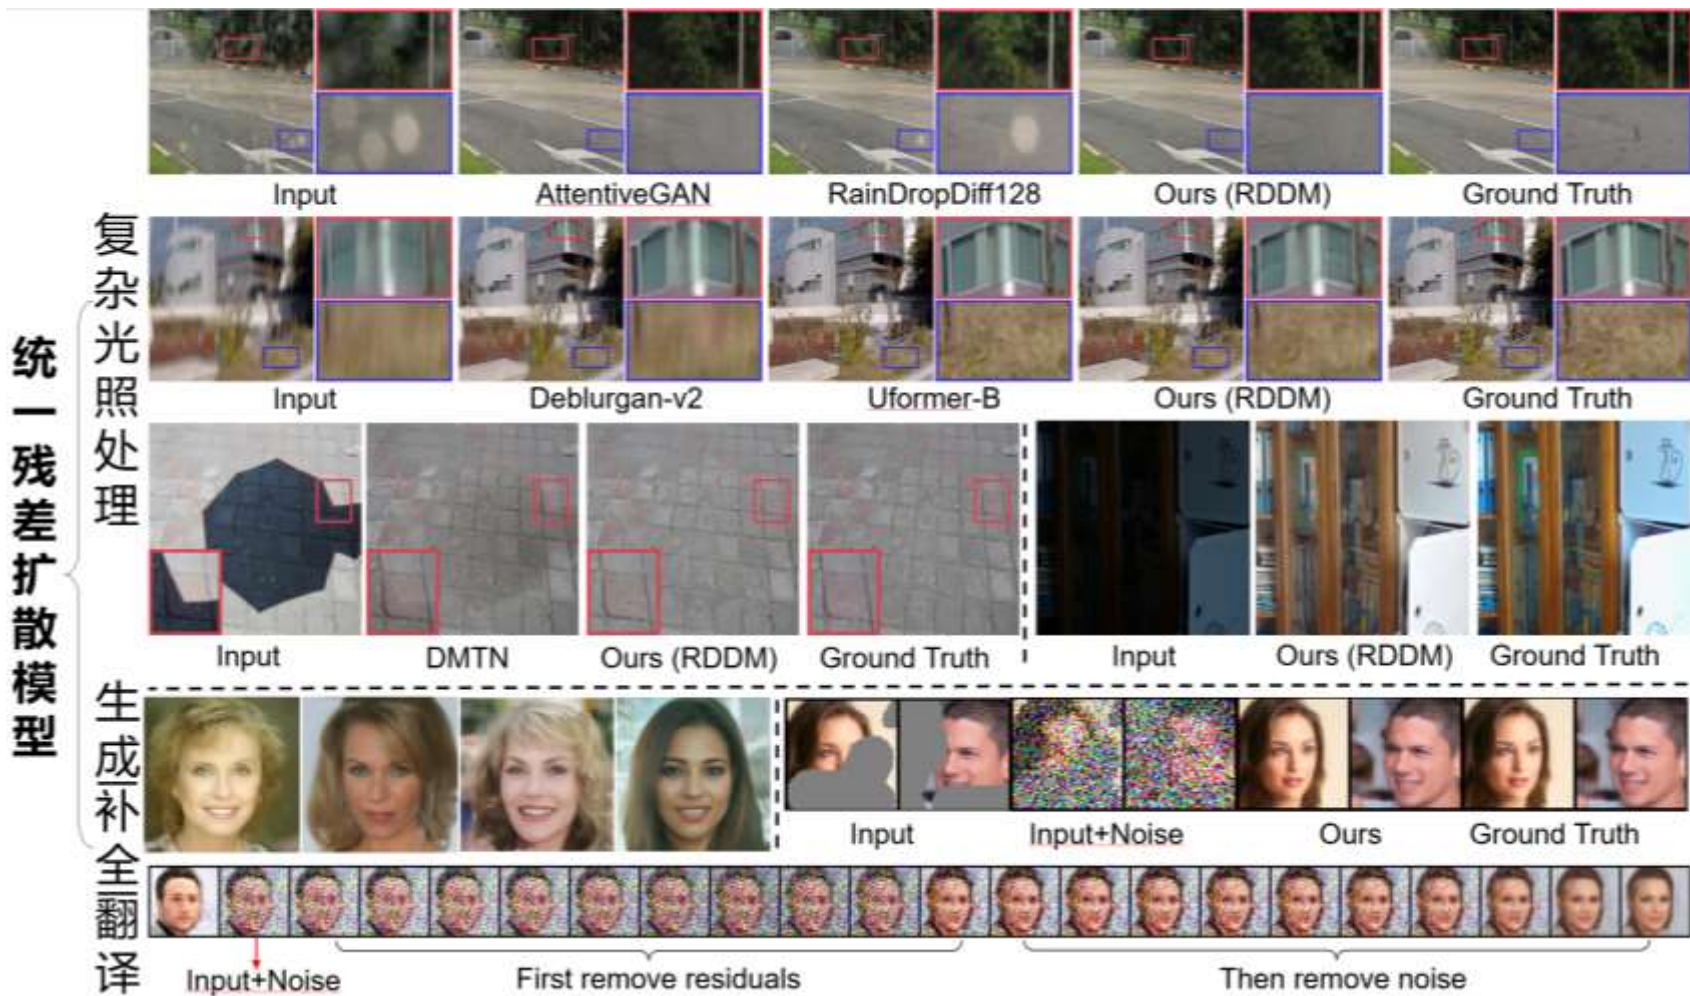 统一残差扩散模型
复杂光照处理
生成补全翻译
Input AttentiveGAN RainDropDiff128 Ours (RDDM) Ground Truth
Input Deblurgan-v2 Uformer-B Ours (RDDM) Ground Truth
Input DMTN Ours (RDDM) Ground Truth Input Ours (RDDM) Ground Truth
Input Input+Noise Ours Ground Truth
Input+Noise First remove residuals Then remove noise